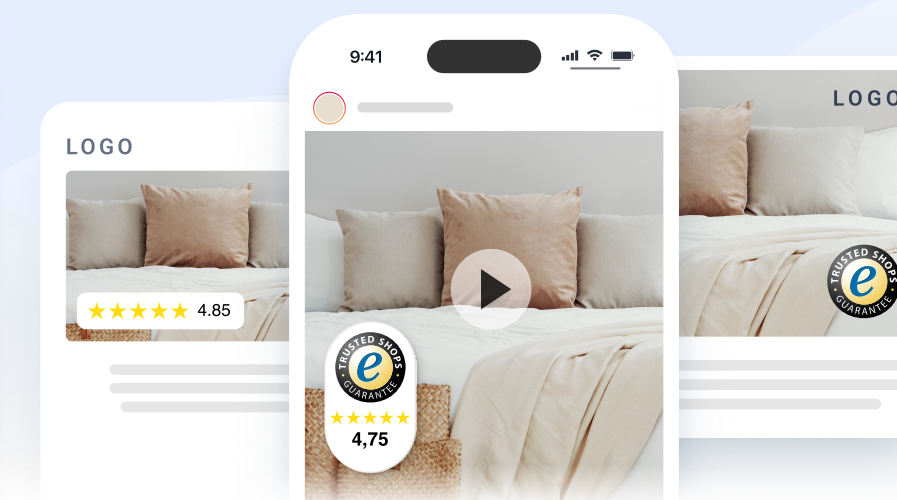 9:41
LOGO
LOGO
4.85
TRUSTED SHOPS
e
GUARANTEE
TRUSTED SHOPS
e
GUARANTEE
4,75